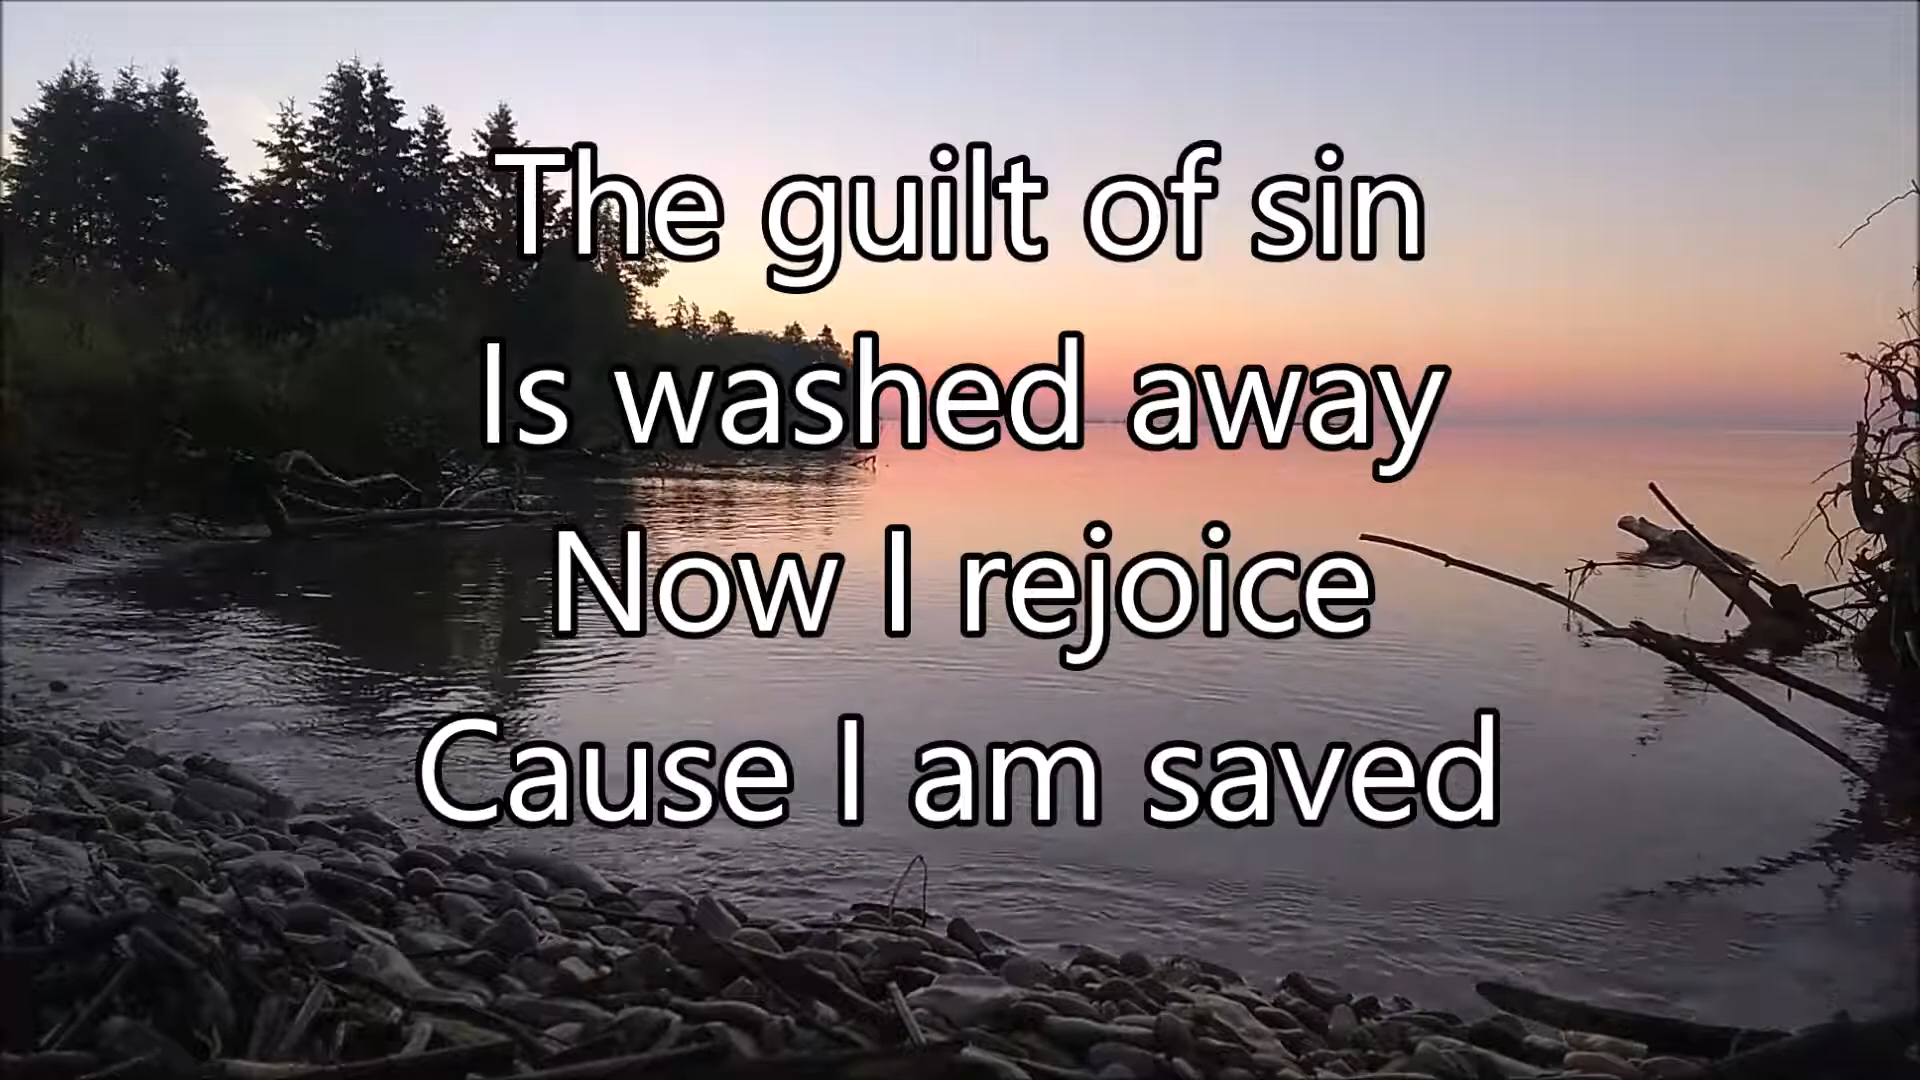 The guilt of sin
Is washed away
Now I rejoice
Cause I am saved